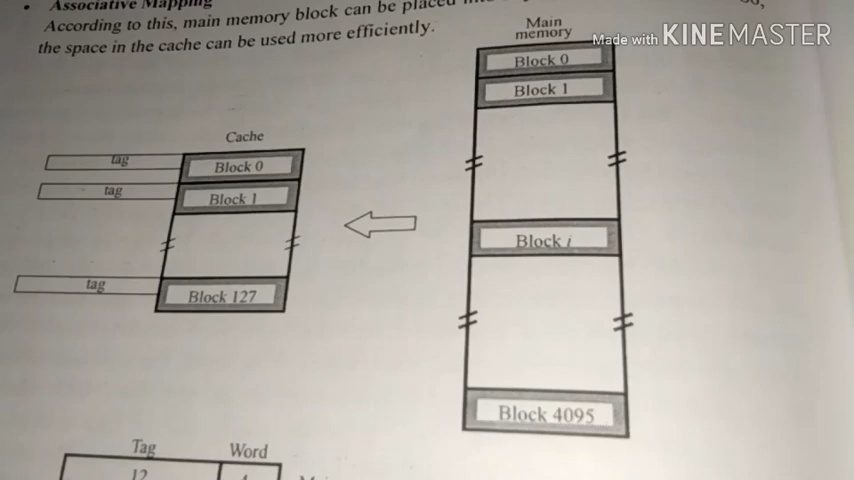 • Associative Mapping
According to this, main memory block can be placed
the space in the cache can be used more efficiently.
Made with KINEMASTER
Main
memory
Block 0
Block 1
Block i
Block 4095
Cache
tag
Block 0
tag
Block 1
tag
Block 127
Tag
Word
12
4